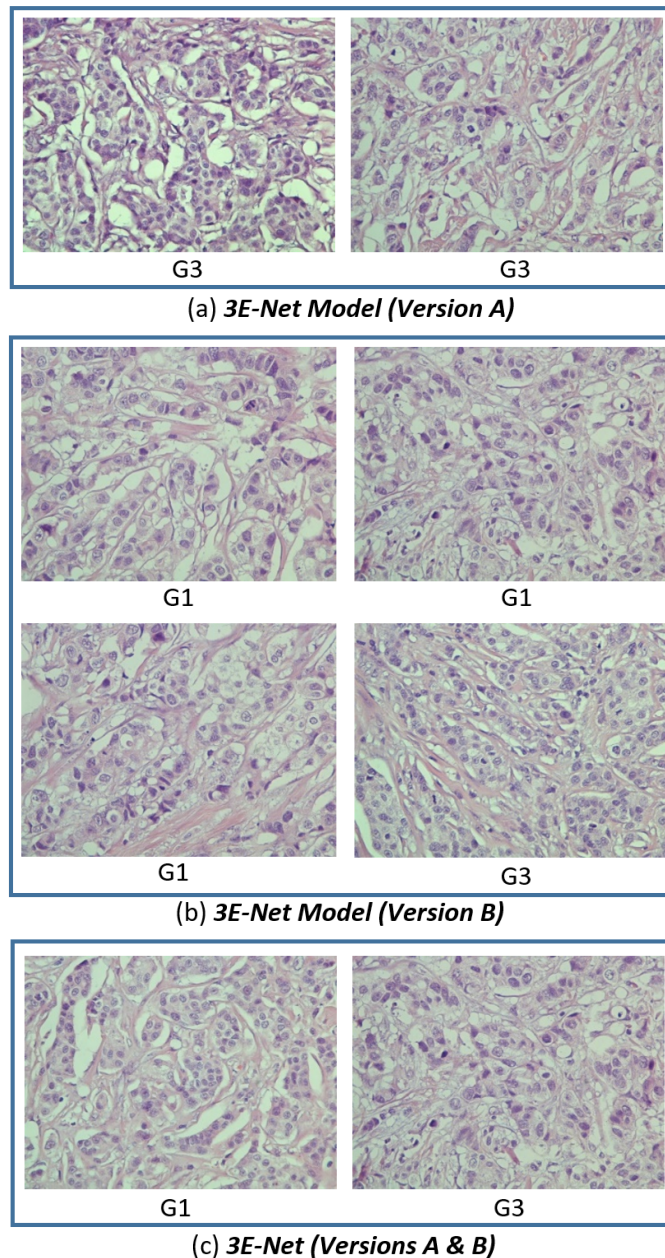 G3 G3
(a) 3E-Net Model (Version A)
G1 G1
G1 G3
(b) 3E-Net Model (Version B)
G1 G3
(c) 3E-Net (Versions A & B)